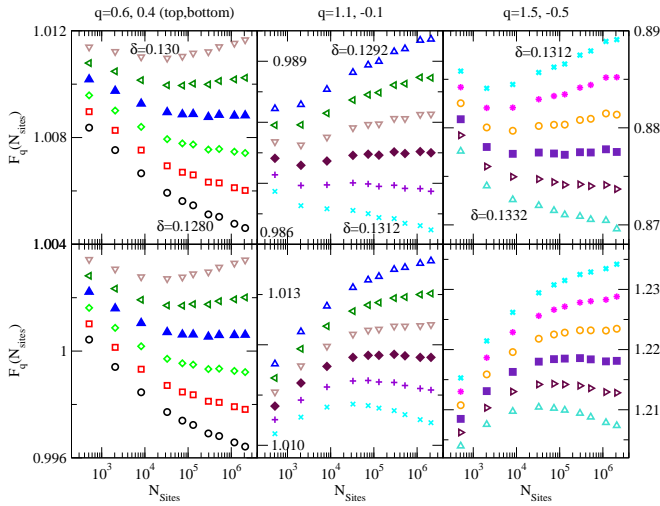 q=0.6, 0.4 (top,bottom) q=1.1, -0.1 q=1.5, -0.5
1.012 δ=0.130 0.989 δ=0.1292 δ=0.1312 0.89
1.008 0.88
F_q(N_sites)
1.004 δ=0.1280 0.986 δ=0.1312 δ=0.1332 0.87
1.013 1.23
1 1.22
F_q(N_Sites)
1.21
0.996 1.010
10^3 10^4 10^5 10^6 10^3 10^4 10^5 10^6 10^3 10^4 10^5 10^6
N_Sites N_Sites N_Sites